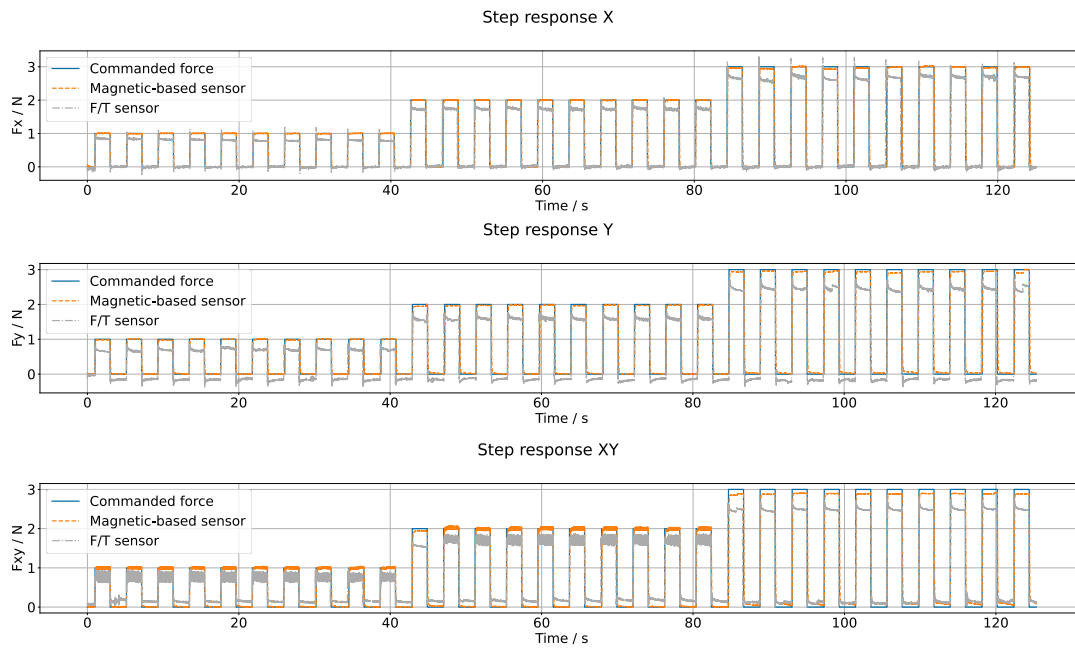 Step response X
Fx / N
3
2
1
0
Commanded force
Magnetic-based sensor
F/T sensor
0 20 40 60 80 100 120
Time / s
Step response Y
Fy / N
3
2
1
0
Commanded force
Magnetic-based sensor
F/T sensor
0 20 40 60 80 100 120
Time / s
Step response XY
Fxy / N
3
2
1
0
Commanded force
Magnetic-based sensor
F/T sensor
0 20 40 60 80 100 120
Time / s